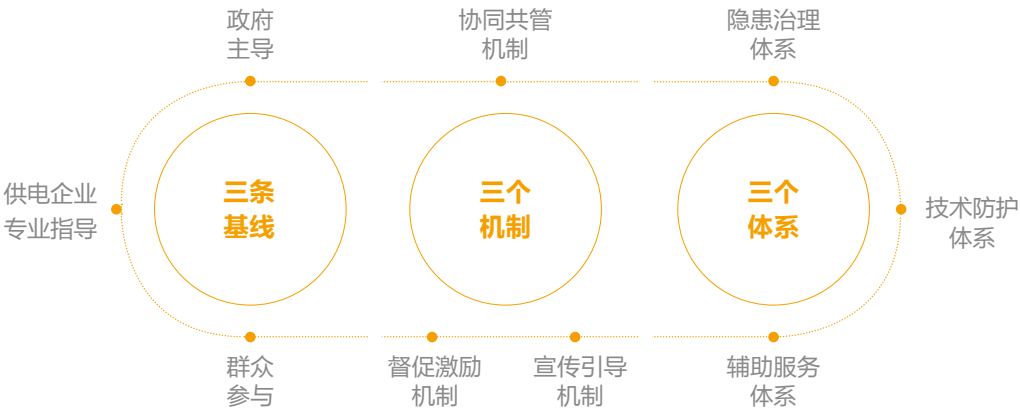 政府
主导
协同共管
机制
隐患治理
体系
供电企业
专业指导
三条
基线
三个
机制
三个
体系
技术防护
体系
群众
参与
督促激励
机制
宣传引导
机制
辅助服务
体系